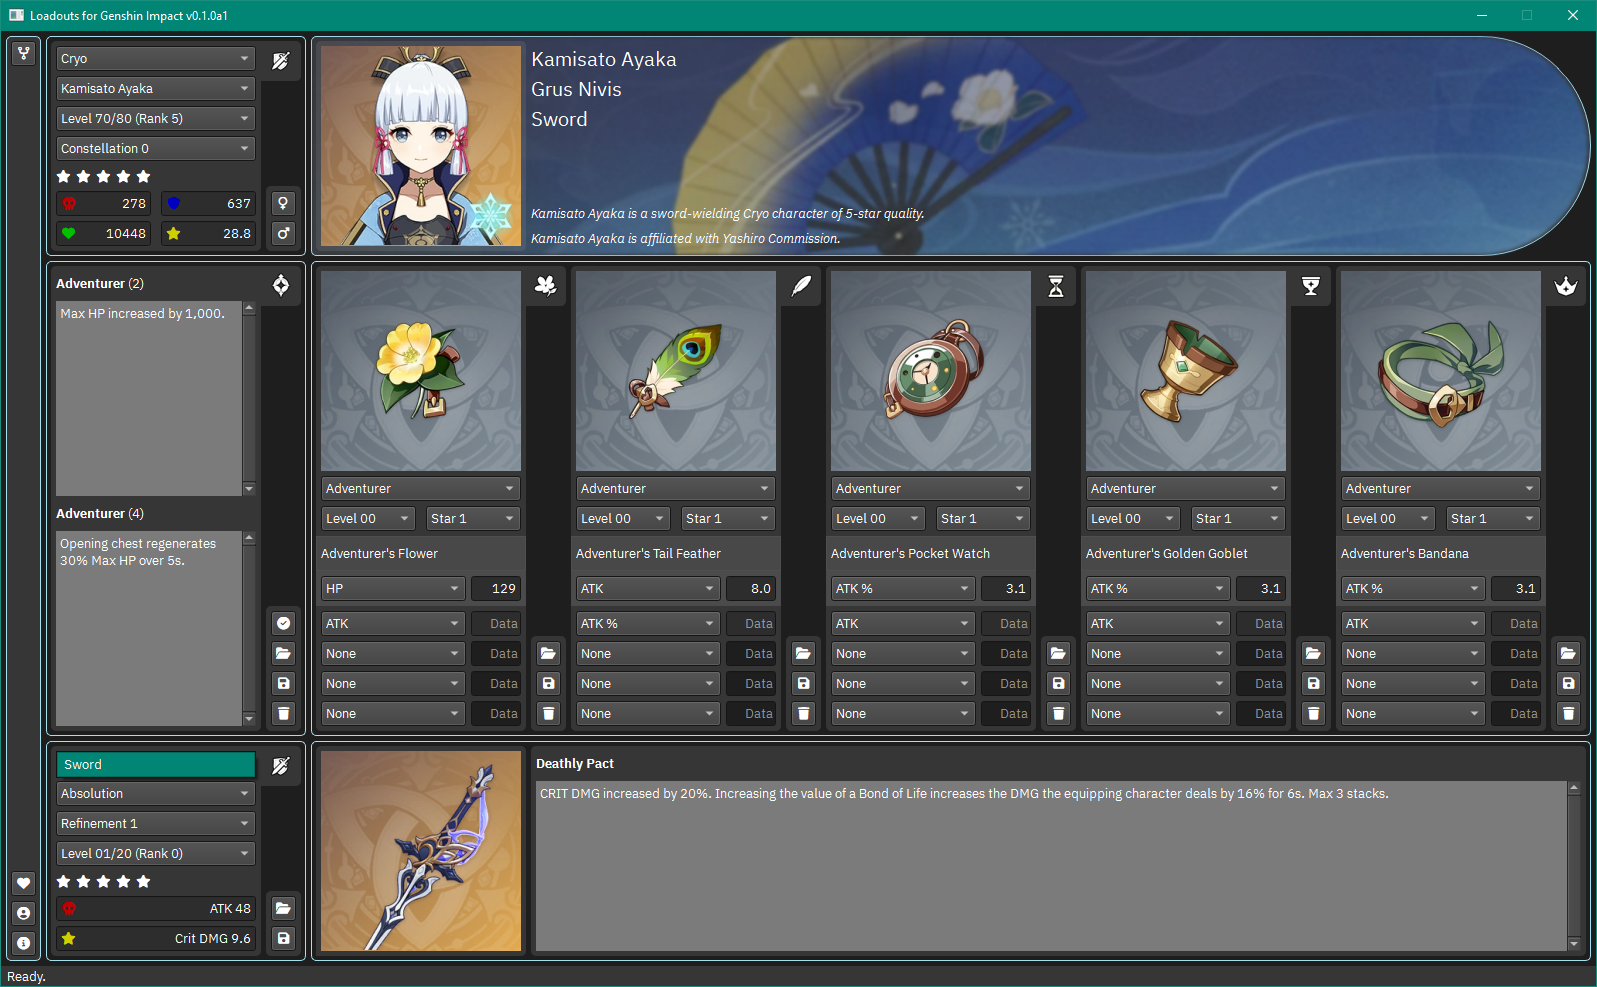 Loadouts for Genshin Impact v0.1.0a1
Cryo
Kamisato Ayaka
Level 70/80 (Rank 5)
Constellation 0
278
637
10448
28.8
Kamisato Ayaka
Grus Nivis
Sword
Kamisato Ayaka is a sword-wielding Cryo character of 5-star quality.
Kamisato Ayaka is affiliated with Yashiro Commission.
Adventurer (2)
Max HP increased by 1,000.
Adventurer (4)
Opening chest regenerates
30% Max HP over 5s.
Adventurer
Level 00 Star 1
Adventurer's Flower
HP 129
ATK Data
None Data
None Data
None Data
Adventurer
Level 00 Star 1
Adventurer's Tail Feather
ATK 8.0
ATK % Data
None Data
None Data
None Data
Adventurer
Level 00 Star 1
Adventurer's Pocket Watch
ATK % 3.1
ATK Data
None Data
None Data
None Data
Adventurer
Level 00 Star 1
Adventurer's Golden Goblet
ATK % 3.1
ATK Data
None Data
None Data
None Data
Adventurer
Level 00 Star 1
Adventurer's Bandana
ATK % 3.1
ATK Data
None Data
None Data
None Data
Sword
Absolution
Refinement 1
Level 01/20 (Rank 0)
ATK 48
Crit DMG 9.6
Deathly Pact
CRIT DMG increased by 20%. Increasing the value of a Bond of Life increases the DMG the equipping character deals by 16% for 6s. Max 3 stacks.
Ready.